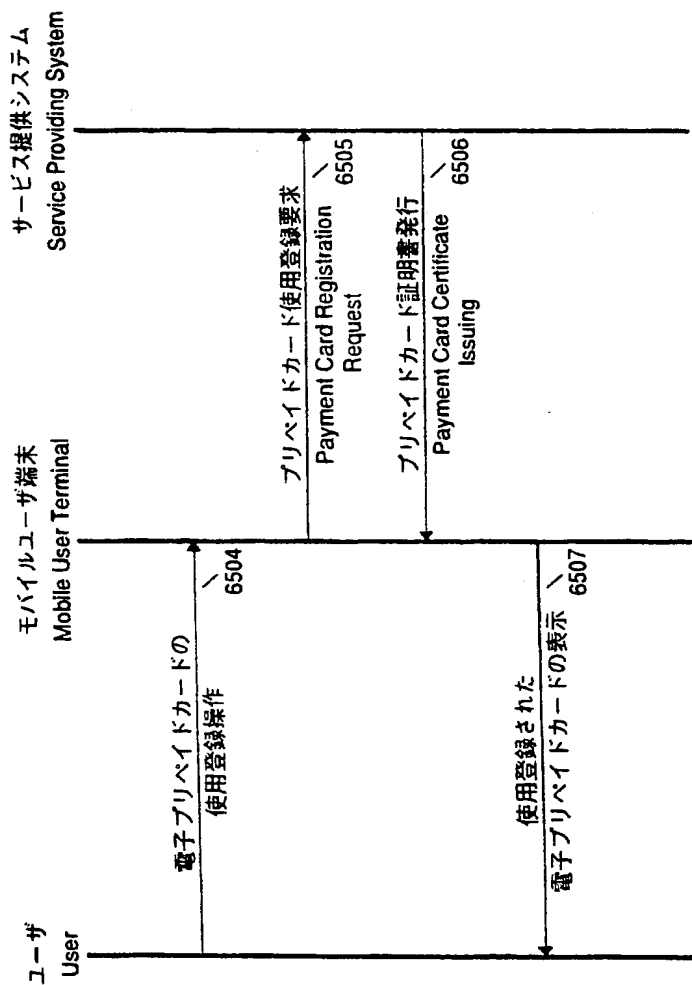 サービス提供システム
Service Providing System
モバイルユーザ端末
Mobile User Terminal
ユーザ
User
電子プリペイドカードの
使用登録操作
6504
プリペイドカード使用登録要求
Payment Card Registration
Request
6505
プリペイドカード証明書発行
Payment Card Certificate
Issuing
6506
使用登録された
電子プリペイドカードの表示
6507